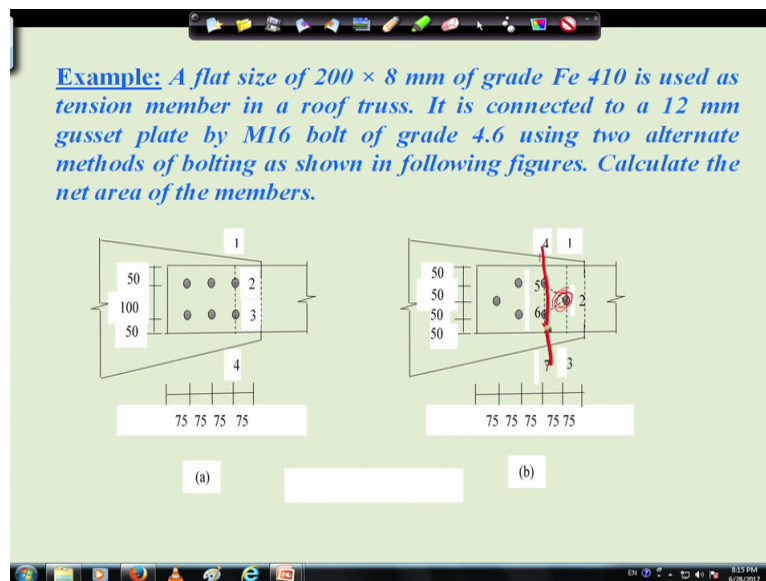 Example: A flat size of 200 × 8 mm of grade Fe 410 is used as
tension member in a roof truss. It is connected to a 12 mm
gusset plate by M16 bolt of grade 4.6 using two alternate
methods of bolting as shown in following figures. Calculate the
net area of the members.
1
50
2
100
3
50
4
75 75 75 75
(a)
4 1
50
5
50
2
50
6
50
7 3
75 75 75 75 75
(b)
EN
8:15 PM
6/28/2017